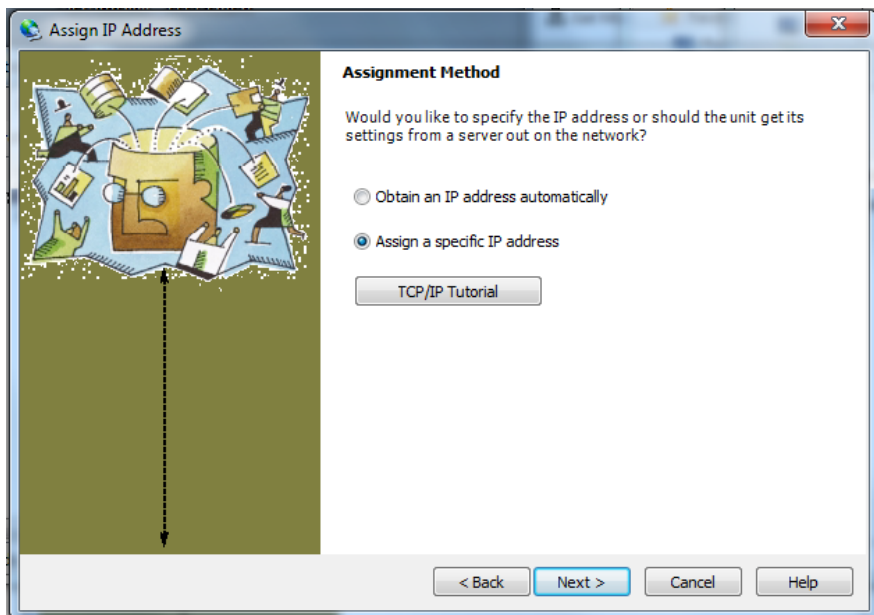 Assign IP Address
Assignment Method
Would you like to specify the IP address or should the unit get its
settings from a server out on the network?
Obtain an IP address automatically
Assign a specific IP address
TCP/IP Tutorial
< Back
Next >
Cancel
Help